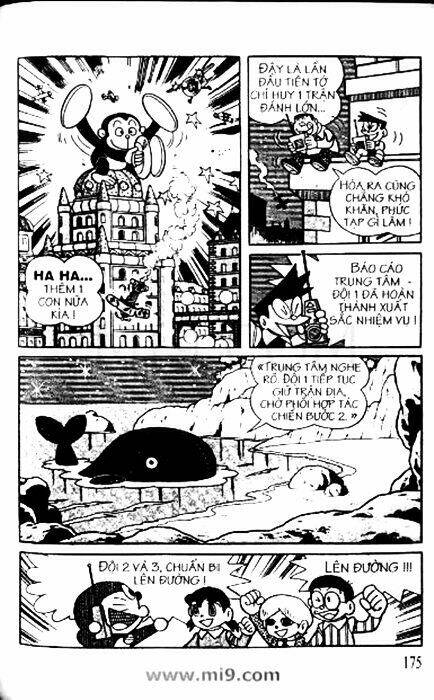 HA HA...
THÊM 1
CON NỮA
KÌA !
ĐÂY LÀ LẦN
ĐẦU TIÊN TỚ
CHỈ HUY 1 TRẬN
ĐÁNH LỚN...
HÓA RA CŨNG
CHẲNG KHÓ
KHĂN, PHỨC
TẠP GÌ LẮM !
BÁO CÁO
TRUNG TÂM -
ĐỘI 1 ĐÃ HOÀN
THÀNH XUẤT
SẮC NHIỆM VỤ !
«TRUNG TÂM NGHE
RÕ. ĐỘI 1 TIẾP TỤC
GIỮ TRẬN ĐỊA,
CHỜ PHỐI HỢP TÁC
CHIẾN BƯỚC 2.»
ĐỘI 2 VÀ 3, CHUẨN BỊ
LÊN ĐƯỜNG !
LÊN ĐƯỜNG !!!
175
www.mi9.com